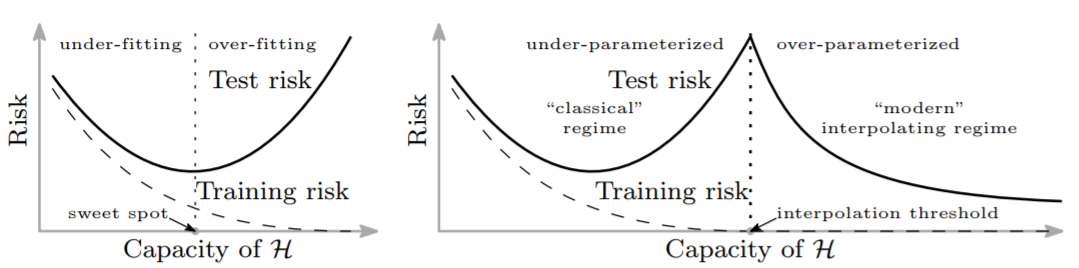 under-fitting
over-fitting
Test risk
Risk
Training risk
sweet spot
Capacity of ℋ
under-parameterized
over-parameterized
Test risk
“classical”
regime
“modern”
interpolating regime
Risk
Training risk
interpolation threshold
Capacity of ℋ